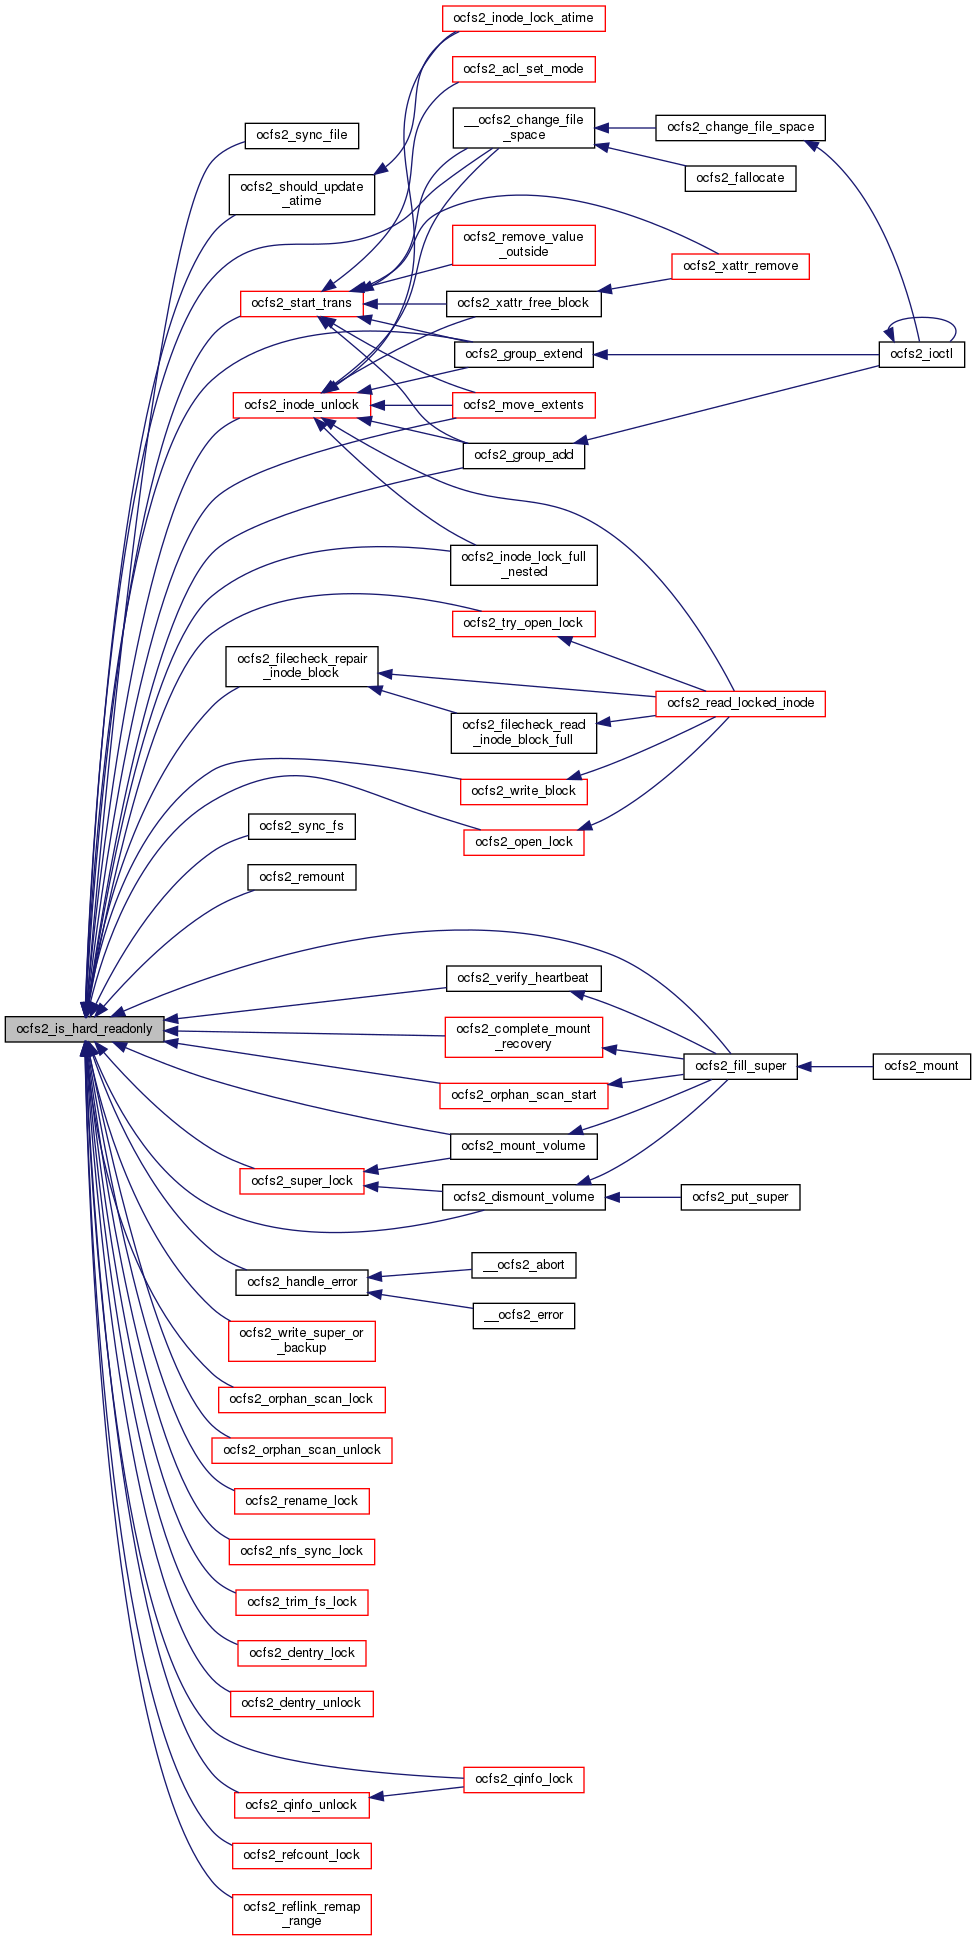 ocfs2_inode_lock_atime
ocfs2_acl_set_mode
__ocfs2_change_file
_space
ocfs2_change_file_space
ocfs2_sync_file
ocfs2_fallocate
ocfs2_should_update
_atime
ocfs2_remove_value
_outside
ocfs2_xattr_remove
ocfs2_start_trans
ocfs2_xattr_free_block
ocfs2_group_extend
ocfs2_ioctl
ocfs2_inode_unlock
ocfs2_move_extents
ocfs2_group_add
ocfs2_inode_lock_full
_nested
ocfs2_try_open_lock
ocfs2_filecheck_repair
_inode_block
ocfs2_read_locked_inode
ocfs2_filecheck_read
_inode_block_full
ocfs2_write_block
ocfs2_sync_fs
ocfs2_open_lock
ocfs2_remount
ocfs2_verify_heartbeat
ocfs2_is_hard_readonly
ocfs2_complete_mount
_recovery
ocfs2_fill_super
ocfs2_mount
ocfs2_orphan_scan_start
ocfs2_mount_volume
ocfs2_super_lock
ocfs2_dismount_volume
ocfs2_put_super
ocfs2_handle_error
__ocfs2_abort
__ocfs2_error
ocfs2_write_super_or
_backup
ocfs2_orphan_scan_lock
ocfs2_orphan_scan_unlock
ocfs2_rename_lock
ocfs2_nfs_sync_lock
ocfs2_trim_fs_lock
ocfs2_dentry_lock
ocfs2_dentry_unlock
ocfs2_qinfo_lock
ocfs2_qinfo_unlock
ocfs2_refcount_lock
ocfs2_reflink_remap
_range